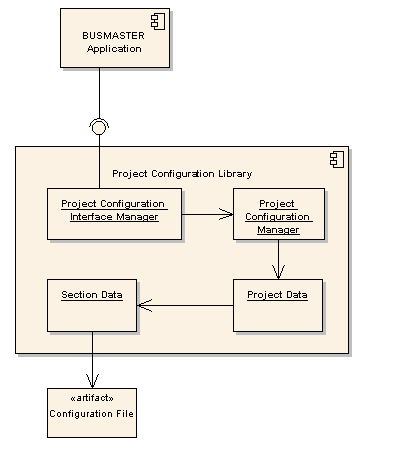 BUSMASTER
Application
Project Configuration Library
Project Configuration
Interface Manager
Project
Configuration
Manager
Section Data
Project Data
«artifact»
Configuration File